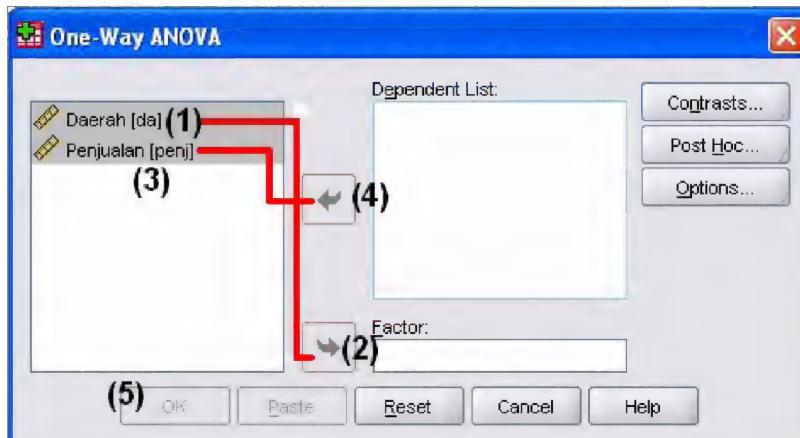 One-Way ANOVA
Dependent List:
Daerah [da] (1)
Penjualan [penj]
(3)
(4)
Contrasts...
Post Hoc...
Options...
Factor:
(2)
(5)
OK
Paste
Reset
Cancel
Help